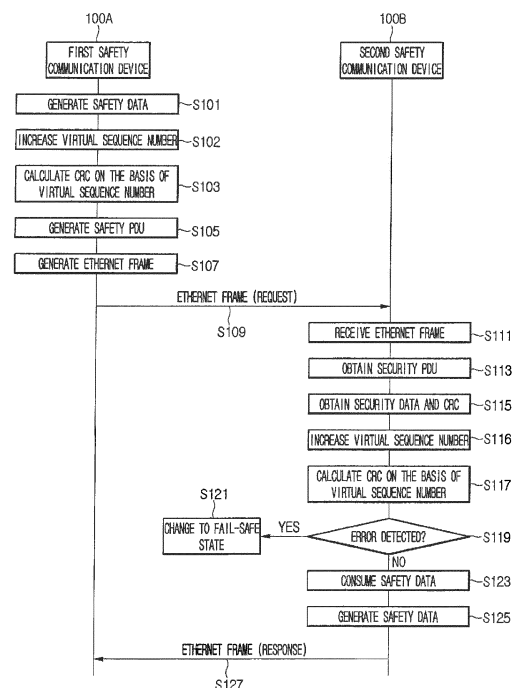 100A
100B
FIRST SAFETY
COMMUNICATION DEVICE
SECOND SAFETY
COMMUNICATION DEVICE
GENERATE SAFETY DATA
S101
INCREASE VIRTUAL SEQUENCE NUMBER
S102
CALCULATE CRC ON THE BASIS OF
VIRTUAL SEQUENCE NUMBER
S103
GENERATE SAFETY PDU
S105
GENERATE ETHERNET FRAME
S107
ETHERNET FRAME (REQUEST)
S109
RECEIVE ETHERNET FRAME
S111
OBTAIN SECURITY PDU
S113
OBTAIN SECURITY DATA AND CRC
S115
INCREASE VIRTUAL SEQUENCE NUMBER
S116
CALCULATE CRC ON THE BASIS OF
VIRTUAL SEQUENCE NUMBER
S117
S121
CHANGE TO FAIL-SAFE
STATE
YES
ERROR DETECTED?
S119
NO
CONSUME SAFETY DATA
S123
GENERATE SAFETY DATA
S125
ETHERNET FRAME (RESPONSE)
S127